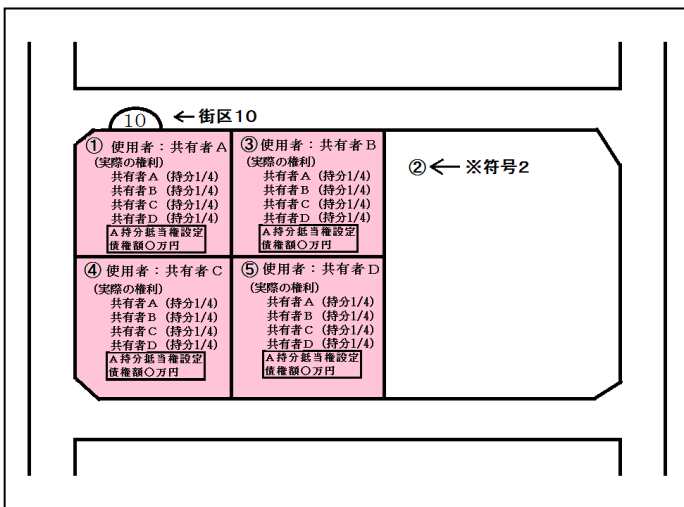 10 ←街区10
① 使用者：共有者A
(実際の権利)
共有者A (持分1/4)
共有者B (持分1/4)
共有者C (持分1/4)
共有者D (持分1/4)
A持分抵当権設定
債権額〇万円
③使用者：共有者B
(実際の権利)
共有者A (持分1/4)
共有者B (持分1/4)
共有者C (持分1/4)
共有者D (持分1/4)
A持分抵当権設定
債権額〇万円
②← ※符号2
④ 使用者：共有者C
(実際の権利)
共有者A (持分1/4)
共有者B (持分1/4)
共有者C (持分1/4)
共有者D (持分1/4)
A持分抵当権設定
債権額〇万円
⑤ 使用者：共有者D
(実際の権利)
共有者A (持分1/4)
共有者B (持分1/4)
共有者C (持分1/4)
共有者D (持分1/4)
A持分抵当権設定
債権額〇万円